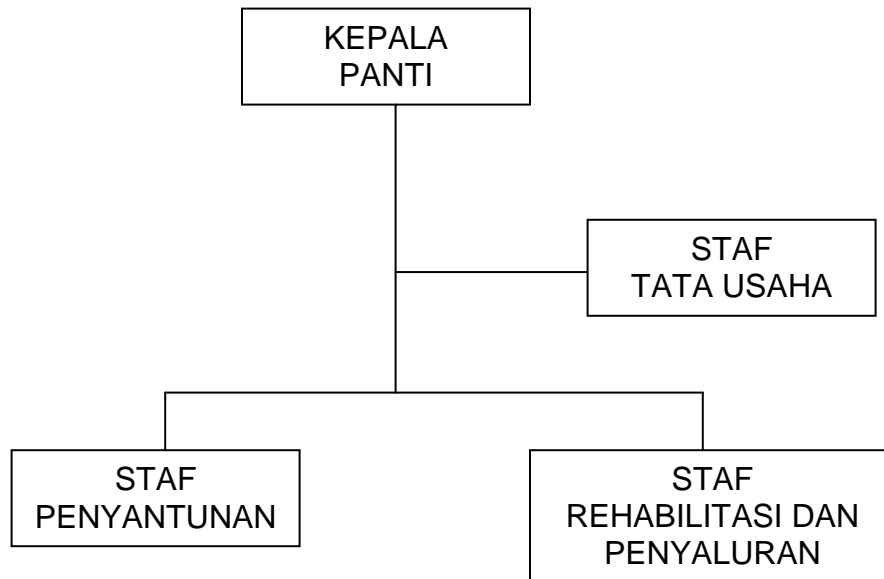 KEPALA
PANTI
STAF
TATA USAHA
STAF
PENYANTUNAN
STAF
REHABILITASI DAN
PENYALURAN